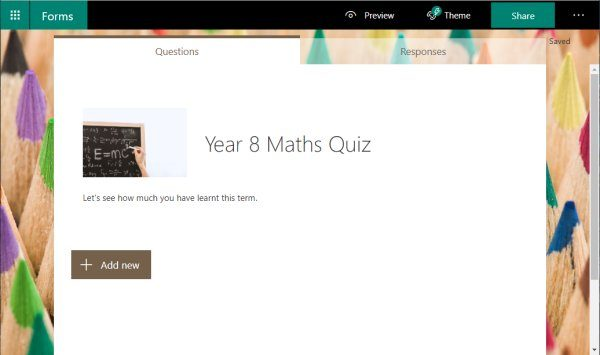 Forms
Preview
Theme
Share
Saved
Questions
Responses
E=mc²
Year 8 Maths Quiz
Let's see how much you have learnt this term.
Add new